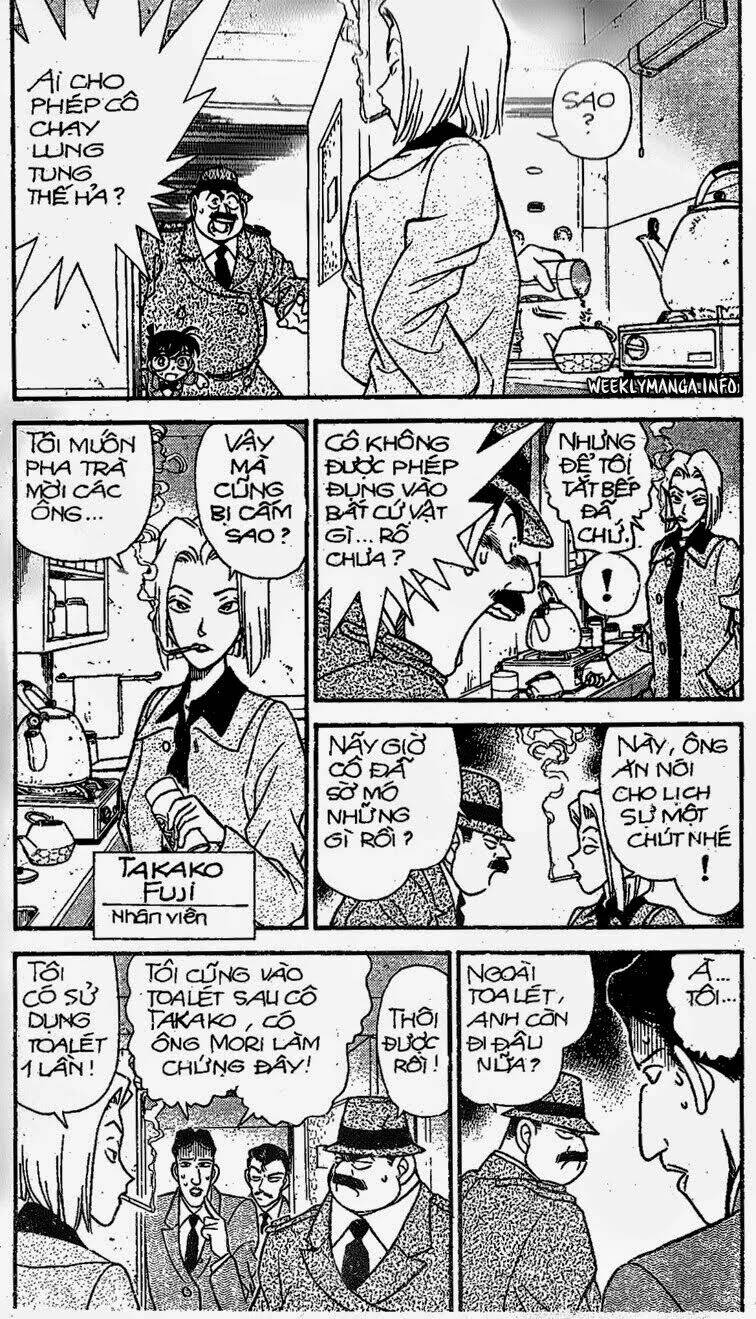 AI CHO
PHÉP CÔ
CHẠY
LUNG
TUNG
THẾ HẢ?
SAO
?
WEEKLYMANGA.INFO
TÔI MUỐN
PHA TRÀ
MỜI CÁC
ÔNG...
VẬY
MÀ
CŨNG
BỊ CẤM
SAO?
TAKAKO
FUJI
Nhân viên
CÔ KHÔNG
ĐƯỢC PHÉP
ĐỤNG VÀO
BẤT CỨ VẬT
GÌ... RÕ
CHƯA?
NHƯNG
ĐỂ TÔI
TẮT BẾP
ĐÃ
CHỨ.
!
NÃY GIỜ
CÔ ĐÃ
SỜ MÓ
NHỮNG
GÌ RỒI?
NÀY, ÔNG
ĂN NÓI
CHO LỊCH
SỰ MỘT
CHÚT NHÉ
!
TÔI
CÓ SỬ
DỤNG
TOALÉT
1 LẦN!
TÔI CŨNG VÀO
TOALÉT SAU CÔ
TAKAKO, CÓ
ÔNG MORI LÀM
CHỨNG ĐÂY!
THÔI
ĐƯỢC
RỒI!
NGOÀI
TOALÉT,
ANH CÒN
ĐI ĐÂU
NỮA?
À...
TÔI...